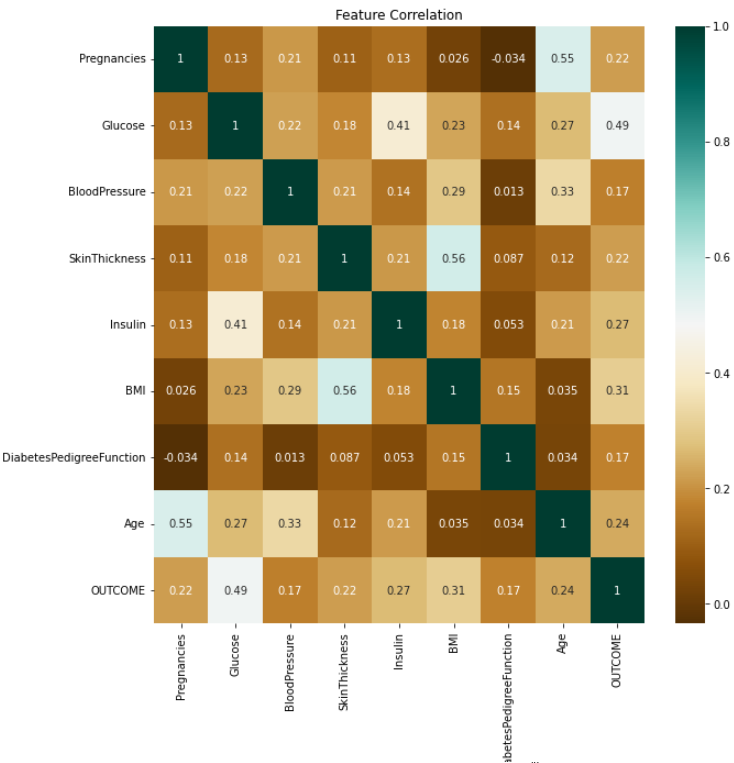 Feature Correlation
Pregnancies 1 0.13 0.21 0.11 0.13 0.026 -0.034 0.55 0.22
Glucose 0.13 1 0.22 0.18 0.41 0.23 0.14 0.27 0.49
BloodPressure 0.21 0.22 1 0.21 0.14 0.29 0.013 0.33 0.17
SkinThickness 0.11 0.18 0.21 1 0.21 0.56 0.087 0.12 0.22
Insulin 0.13 0.41 0.14 0.21 1 0.18 0.053 0.21 0.27
BMI 0.026 0.23 0.29 0.56 0.18 1 0.15 0.035 0.31
DiabetesPedigreeFunction -0.034 0.14 0.013 0.087 0.053 0.15 1 0.034 0.17
Age 0.55 0.27 0.33 0.12 0.21 0.035 0.034 1 0.24
OUTCOME 0.22 0.49 0.17 0.22 0.27 0.31 0.17 0.24 1
Pregnancies
Glucose
BloodPressure
SkinThickness
Insulin
BMI
abetesPedigreeFunction
Age
OUTCOME
1.0
0.8
0.6
0.4
0.2
0.0